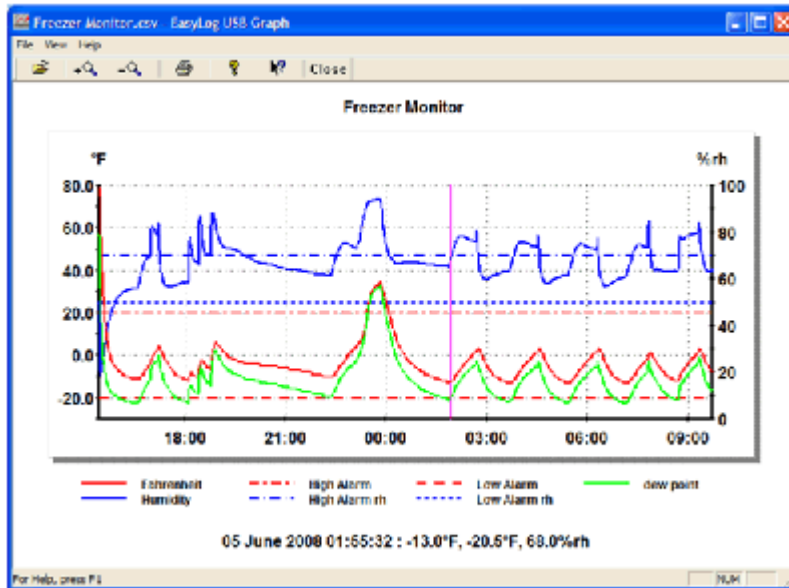 Freezer Monitor.csv - EasyLog USB Graph
File View Help
Close
Freezer Monitor
°F %rh
80.0 100
60.0 80
40.0 60
20.0 40
0.0 20
-20.0 0
18:00 21:00 00:00 03:00 06:00 09:00
Fahrenheit High Alarm Low Alarm dew point
Humidity High Alarm rh Low Alarm rh
05 June 2008 01:55:32 : -13.0°F, -20.5°F, 68.0%rh
For Help, press F1 NUM